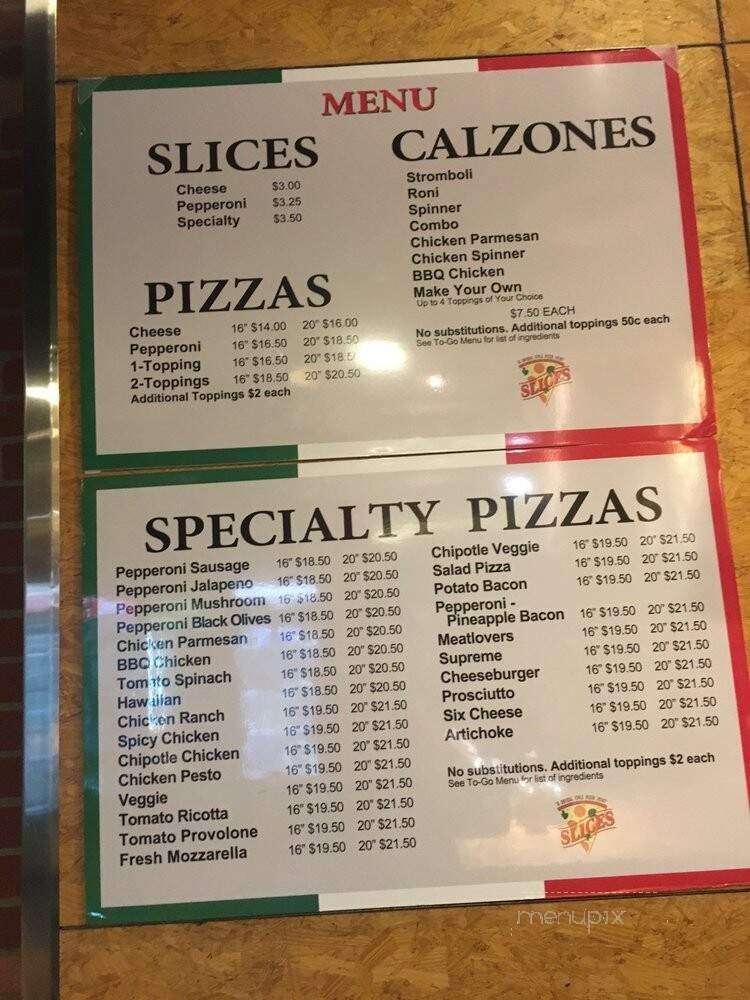 MENU
SLICES
Cheese $3.00
Pepperoni $3.25
Specialty $3.50
PIZZAS
Cheese 16" $14.00 20" $16.00
Pepperoni 16" $16.50 20" $18.50
1-Topping 16" $16.50 20" $18.50
2-Toppings 16" $18.50 20" $20.50
Additional Toppings $2 each
CALZONES
Stromboli
Roni
Spinner
Combo
Chicken Parmesan
Chicken Spinner
BBQ Chicken
Make Your Own
Up to 4 Toppings of Your Choice
$7.50 EACH
No substitutions. Additional toppings 50c each
See To-Go Menu for list of ingredients
SLICES
SPECIALTY PIZZAS
Pepperoni Sausage 16" $18.50 20" $20.50
Pepperoni Jalapeno 16" $18.50 20" $20.50
Pepperoni Mushroom 16" $18.50 20" $20.50
Pepperoni Black Olives 16" $18.50 20" $20.50
Chicken Parmesan 16" $18.50 20" $20.50
BBQ Chicken 16" $18.50 20" $20.50
Tomato Spinach 16" $18.50 20" $20.50
Hawaiian 16" $18.50 20" $20.50
Chicken Ranch 16" $19.50 20" $21.50
Spicy Chicken 16" $19.50 20" $21.50
Chipotle Chicken 16" $19.50 20" $21.50
Chicken Pesto 16" $19.50 20" $21.50
Veggie 16" $19.50 20" $21.50
Tomato Ricotta 16" $19.50 20" $21.50
Tomato Provolone 16" $19.50 20" $21.50
Fresh Mozzarella 16" $19.50 20" $21.50
Chipotle Veggie 16" $19.50 20" $21.50
Salad Pizza 16" $19.50 20" $21.50
Potato Bacon 16" $19.50 20" $21.50
Pepperoni -
Pineapple Bacon 16" $19.50 20" $21.50
Meatlovers 16" $19.50 20" $21.50
Supreme 16" $19.50 20" $21.50
Cheeseburger 16" $19.50 20" $21.50
Prosciutto 16" $19.50 20" $21.50
Six Cheese 16" $19.50 20" $21.50
Artichoke 16" $19.50 20" $21.50
No substitutions. Additional toppings $2 each
See To-Go Menu for list of ingredients
SLICES
menupix